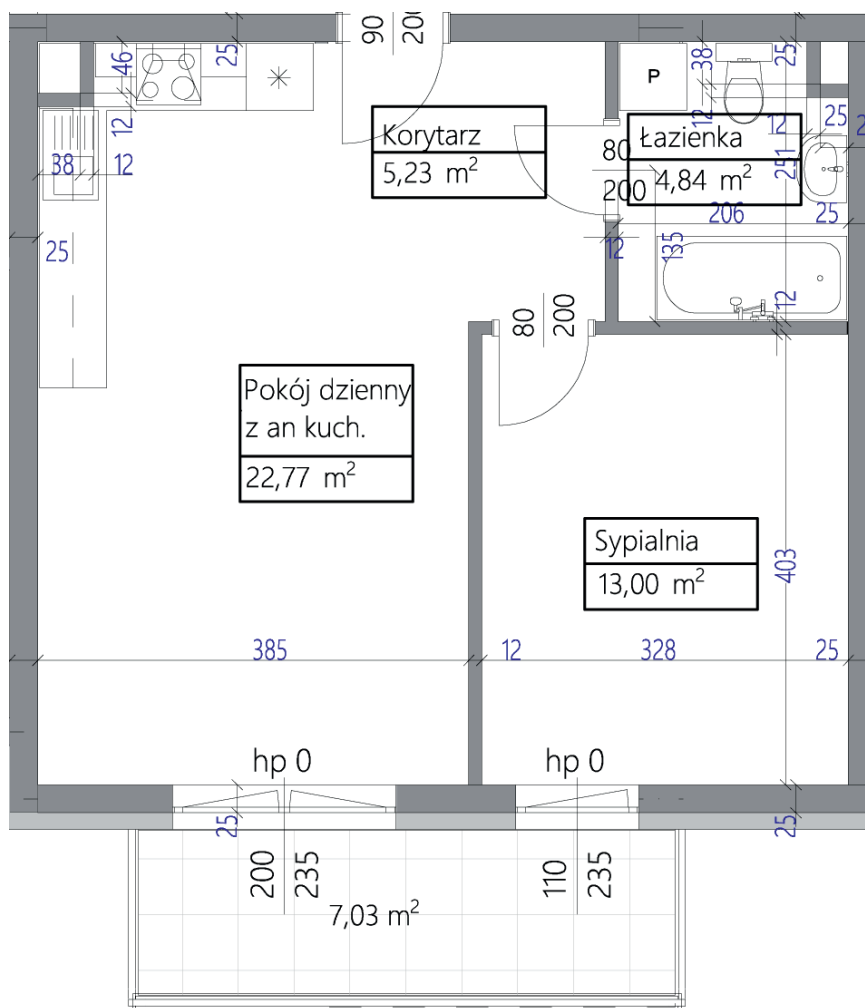 90
200
25
25
46
38
P
12
12
12
25
2
Korytarz
5,23 m²
80
200
Łazienka
4,84 m²
251
38
12
206
25
25
12
135
12
80
200
Pokój dzienny
z an kuch.
22,77 m²
Sypialnia
13,00 m²
403
385
12
328
25
hp 0
hp 0
25
25
200
235
110
235
7,03 m²